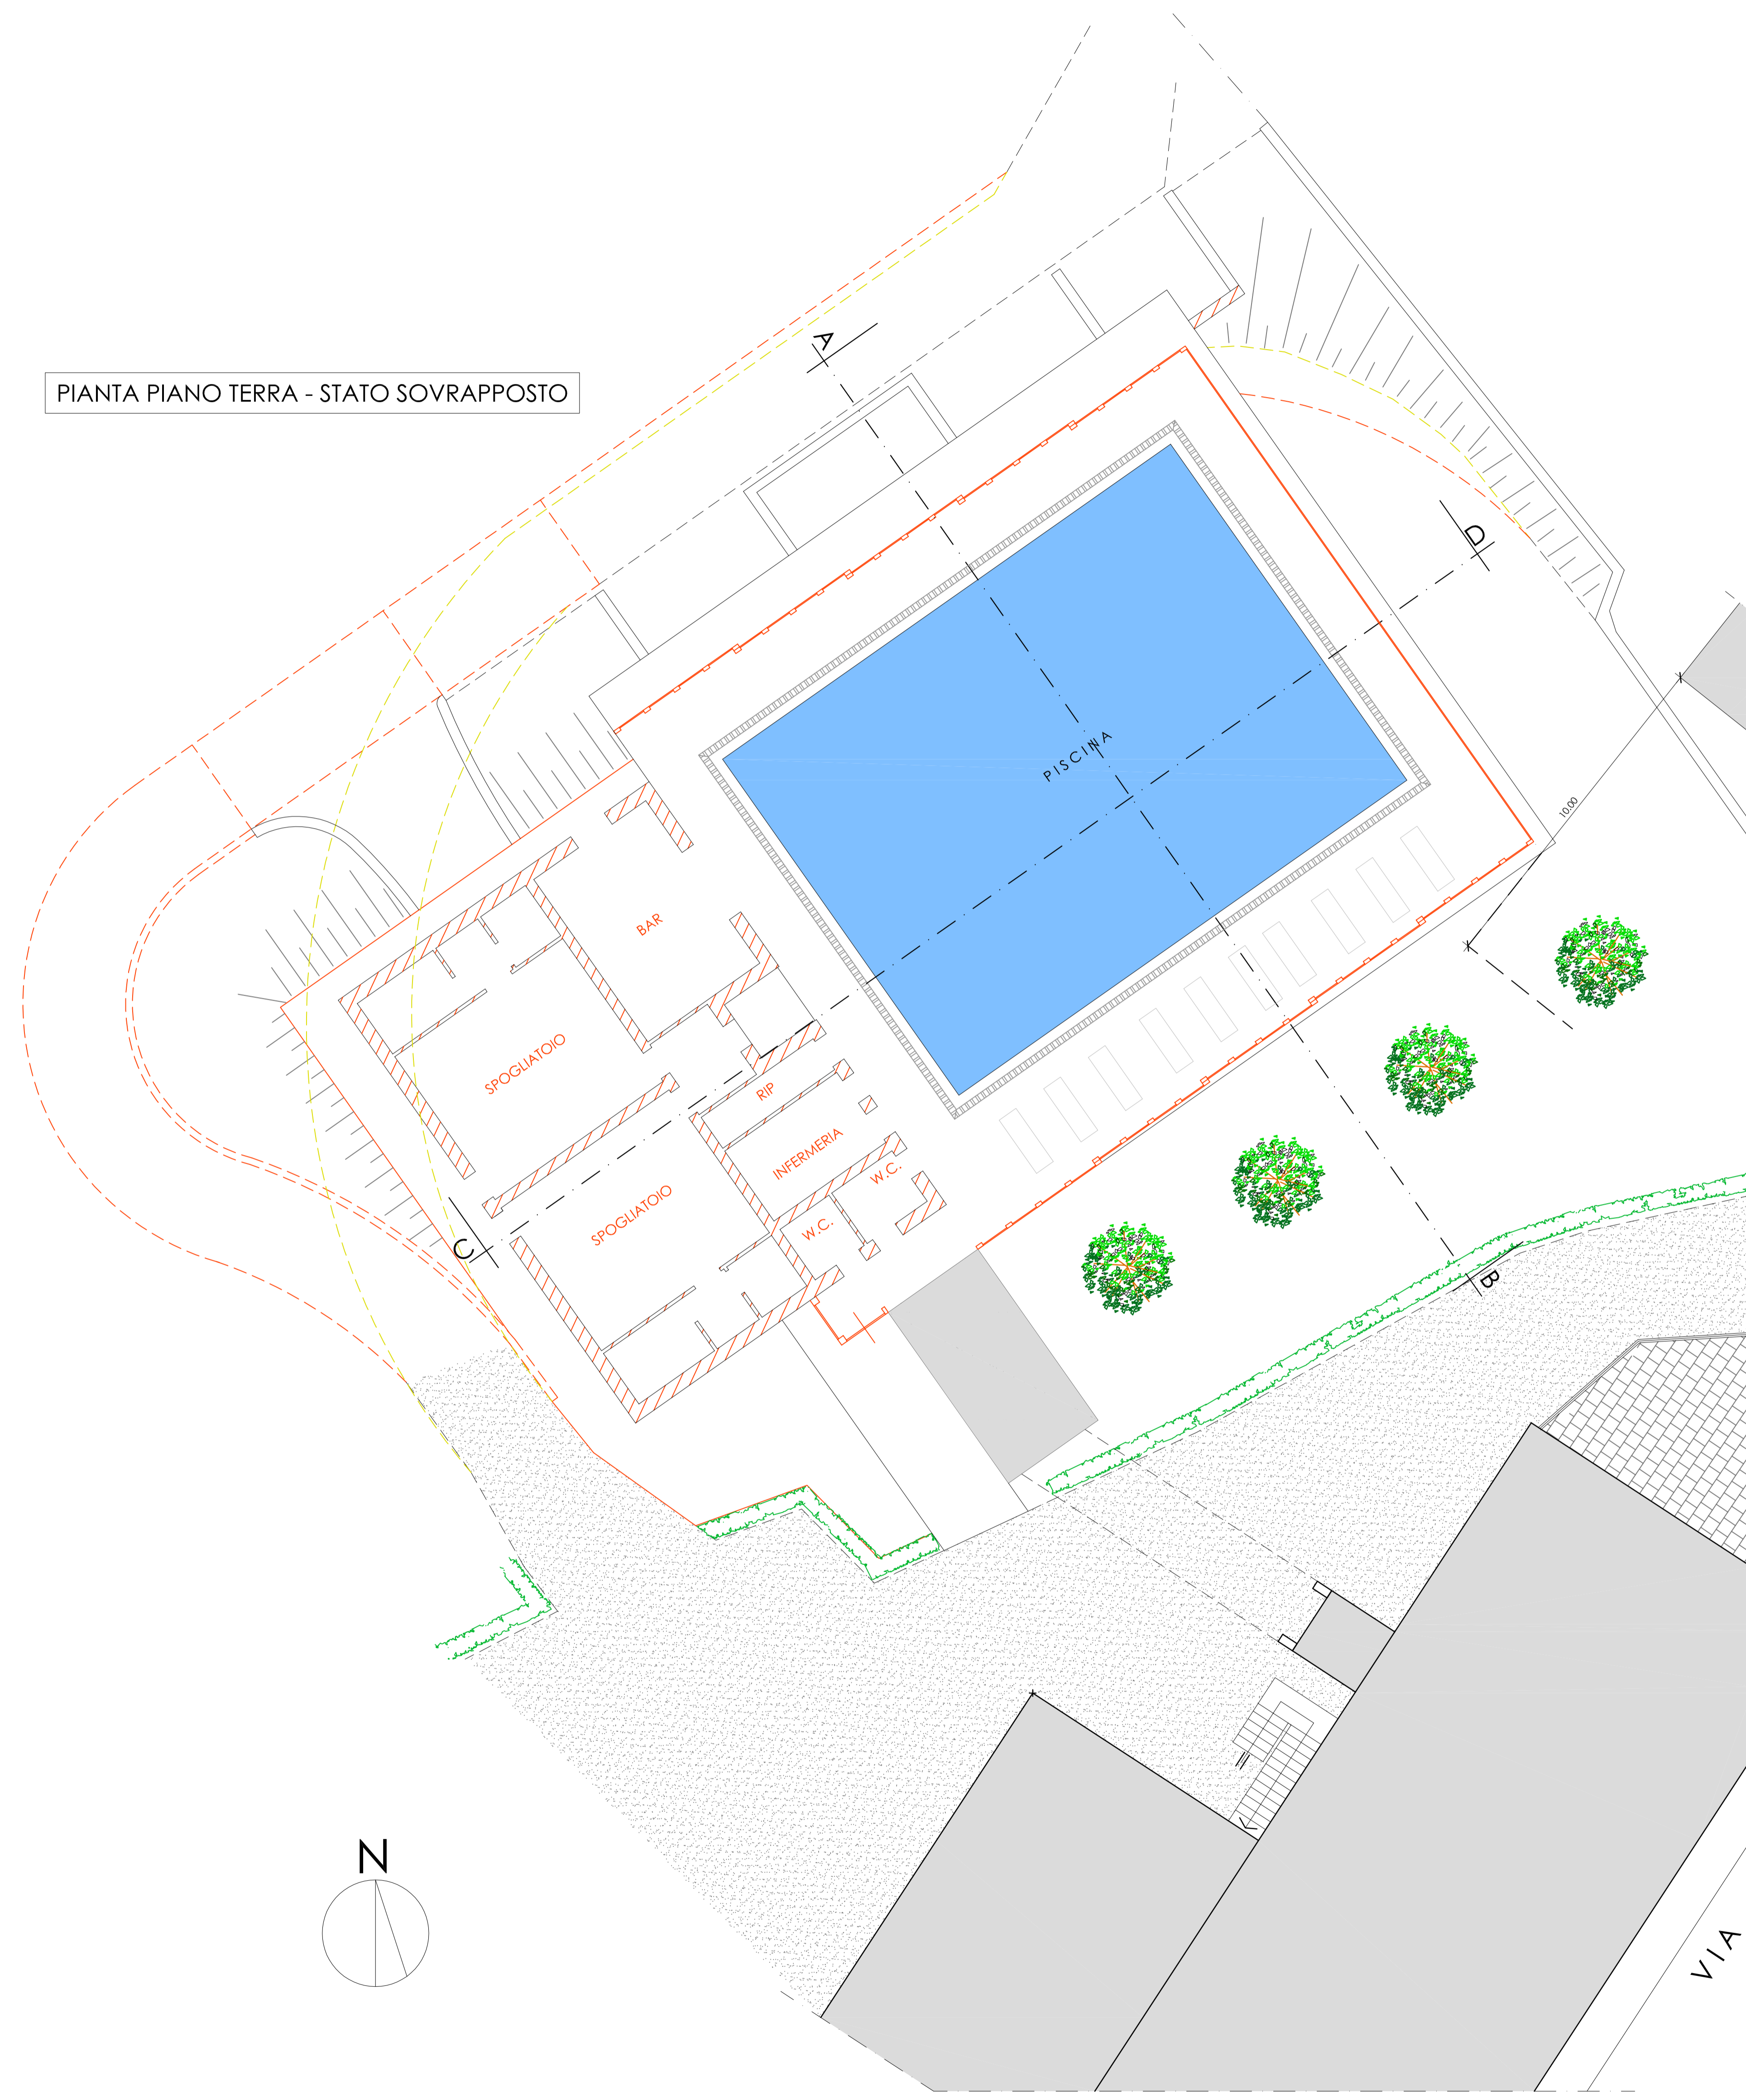 A
PIANTA PIANO TERRA - STATO SOVRAPPOSTO
D
PISCINA
10.00
BAR
SPOGLIATOIO
RIP
INFERMERIA
W.C.
SPOGLIATOIO
W.C.
C
B
N
VIA